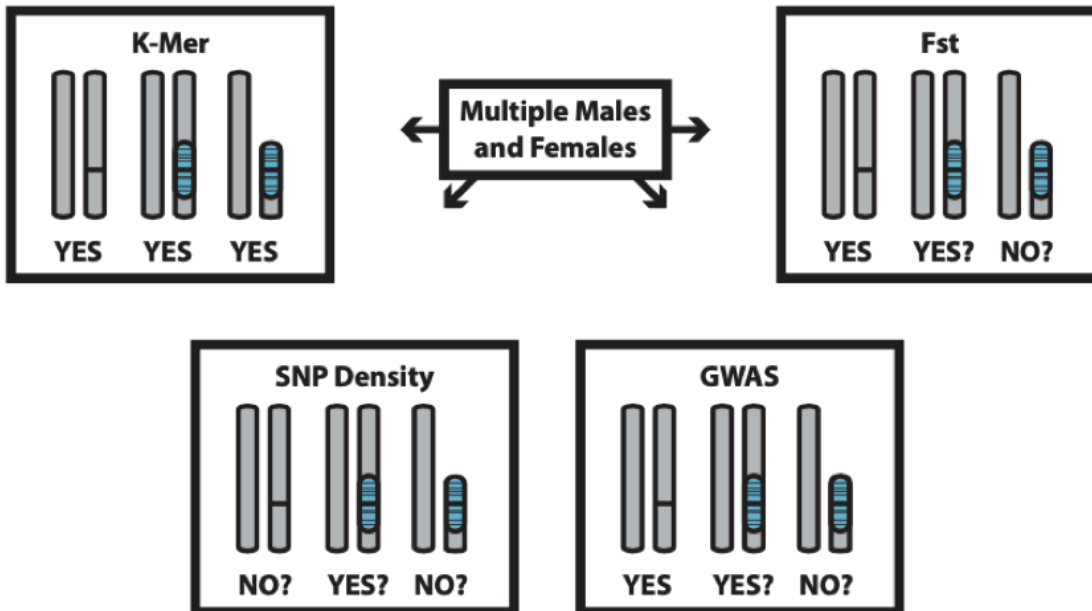 K-Mer
YES YES YES
Multiple Males
and Females
Fst
YES YES? NO?
SNP Density
NO? YES? NO?
GWAS
YES YES? NO?